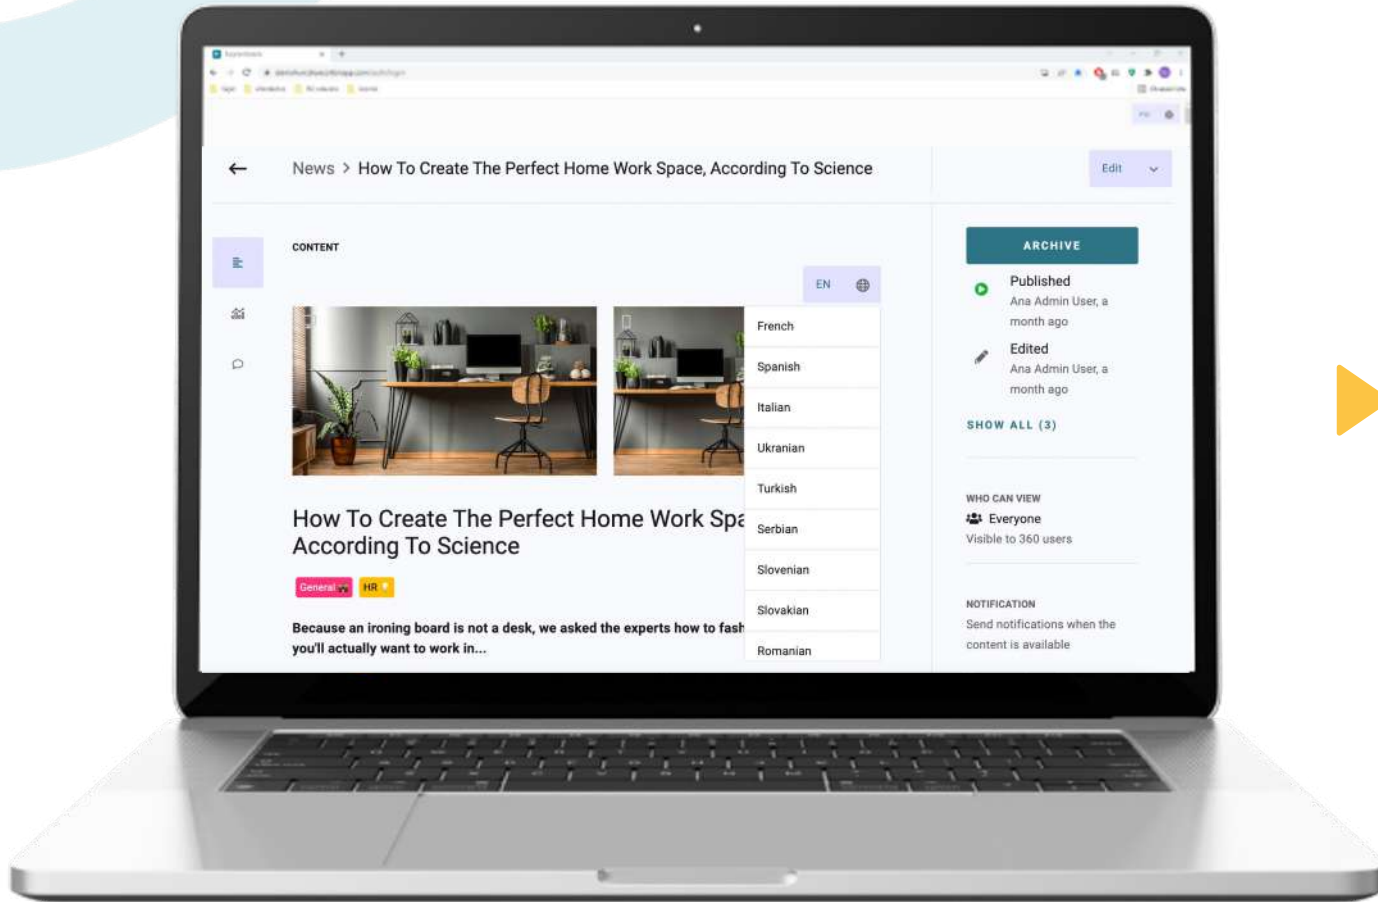 News > How To Create The Perfect Home Work Space, According To Science
Edit
CONTENT
EN
French
Spanish
Italian
Ukranian
Turkish
Serbian
Slovenian
Slovakian
Romanian
How To Create The Perfect Home Work Spa
According To Science
General HR
Because an ironing board is not a desk, we asked the experts how to fash
you'll actually want to work in...
ARCHIVE
Published
Ana Admin User, a
month ago
Edited
Ana Admin User, a
month ago
SHOW ALL (3)
WHO CAN VIEW
Everyone
Visible to 360 users
NOTIFICATION
Send notifications when the
content is available